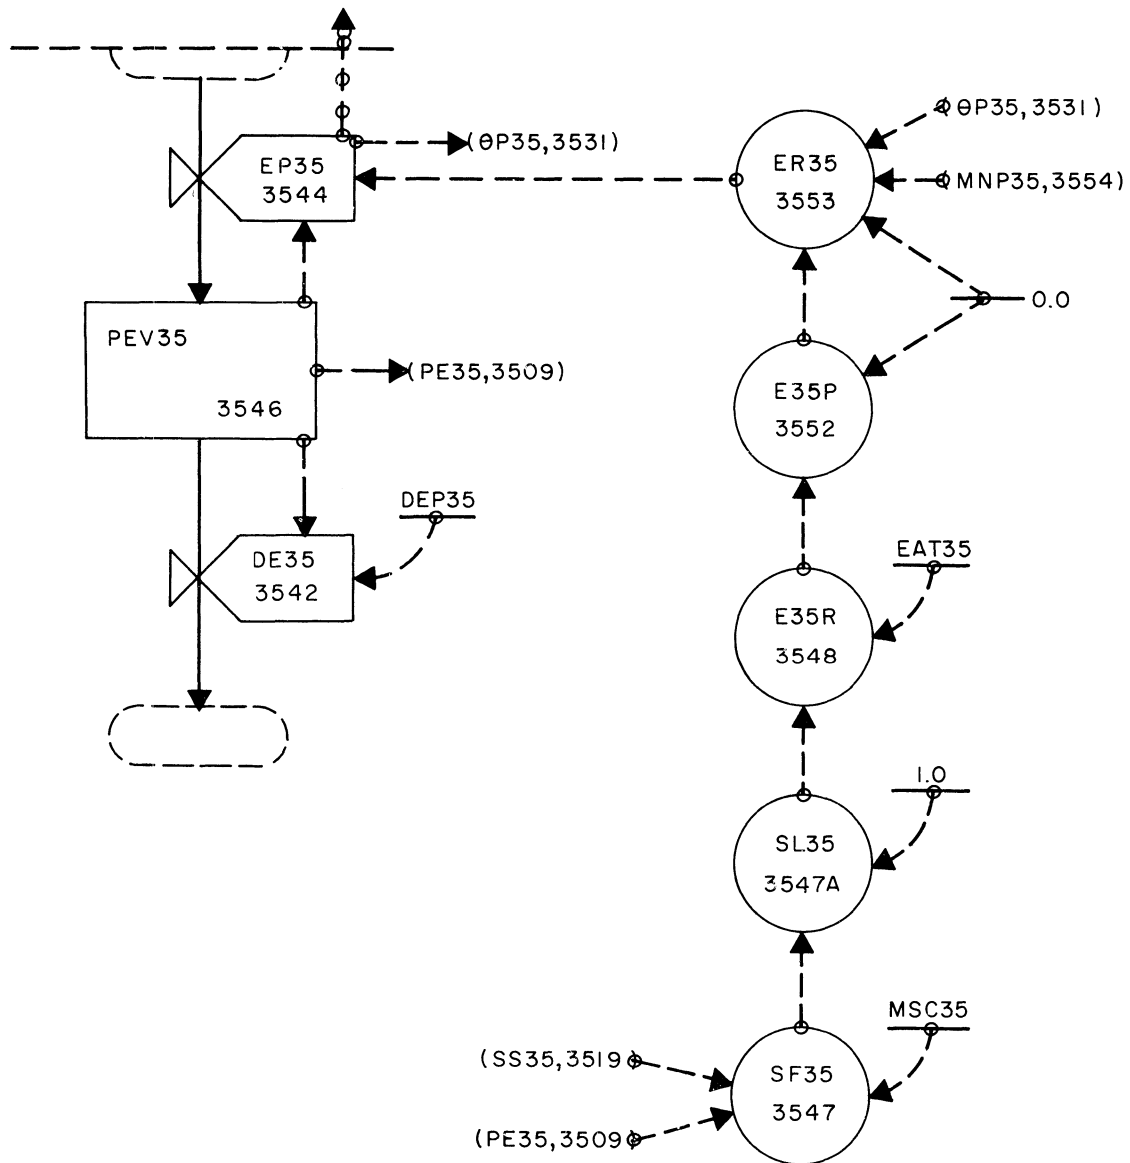 (θP35,3531)
EP35
3544
(θP35,3531)
ER35
3553
(MNP35,3554)
0.0
PEV35
3546
(PE35,3509)
E35P
3552
DEP35
DE35
3542
EAT35
E35R
3548
1.0
SL35
3547A
MSC35
(SS35,3519)
SF35
3547
(PE35,3509)